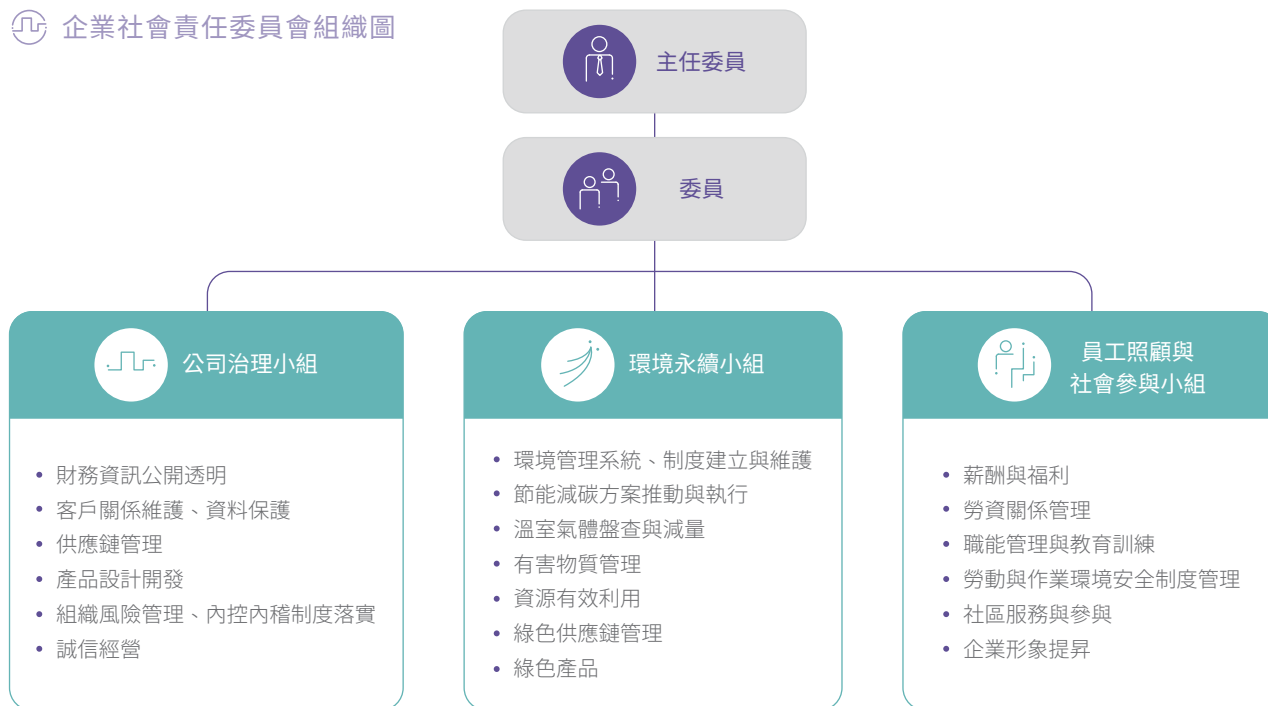 企業社會責任委員會組織圖
主任委員
委員
公司治理小組
財務資訊公開透明
客戶關係維護、資料保護
供應鏈管理
產品設計開發
組織風險管理、內控內稽制度落實
誠信經營
環境永續小組
環境管理系統、制度建立與維護
節能減碳方案推動與執行
溫室氣體盤查與減量
有害物質管理
資源有效利用
綠色供應鏈管理
綠色產品
員工照顧與
社會參與小組
薪酬與福利
勞資關係管理
職能管理與教育訓練
勞動與作業環境安全制度管理
社區服務與參與
企業形象提昇